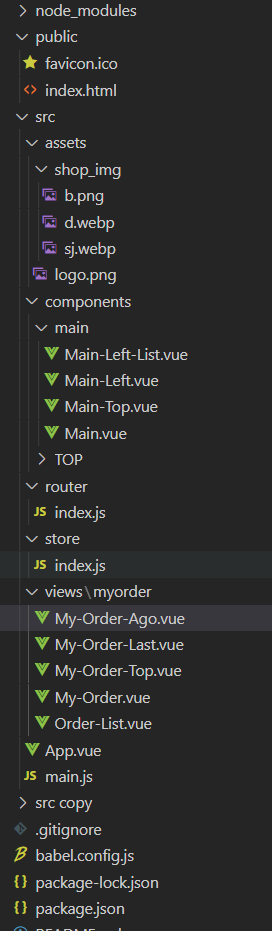 node_modules
public
favicon.ico
index.html
src
assets
shop_img
b.png
d.webp
sj.webp
logo.png
components
main
Main-Left-List.vue
Main-Left.vue
Main-Top.vue
Main.vue
TOP
router
JS index.js
store
JS index.js
views\myorder
My-Order-Ago.vue
My-Order-Last.vue
My-Order-Top.vue
My-Order.vue
Order-List.vue
App.vue
JS main.js
src copy
.gitignore
babel.config.js
package-lock.json
package.json